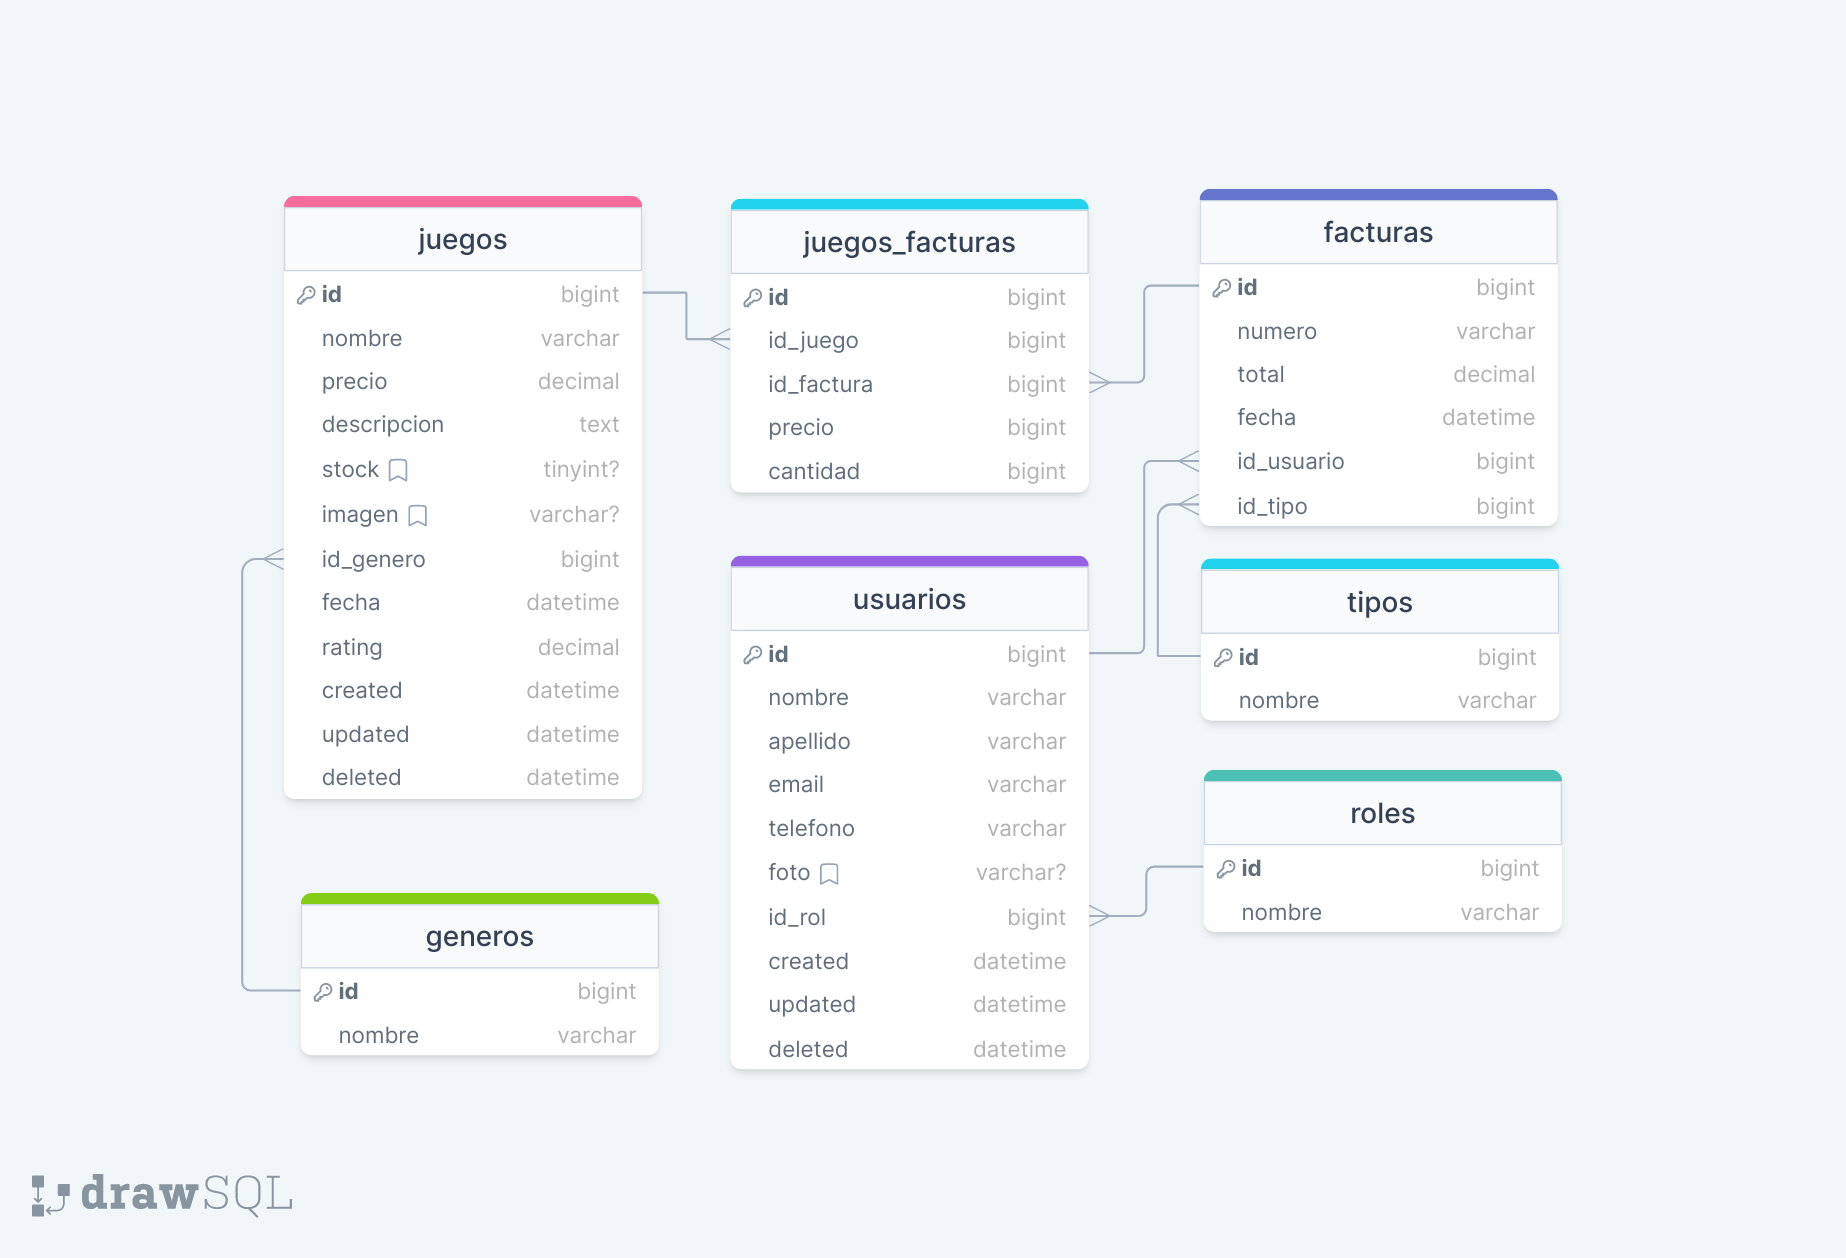 juegos
id bigint
nombre varchar
precio decimal
descripcion text
stock tinyint?
imagen varchar?
id_genero bigint
fecha datetime
rating decimal
created datetime
updated datetime
deleted datetime
juegos_facturas
id bigint
id_juego bigint
id_factura bigint
precio bigint
cantidad bigint
facturas
id bigint
numero varchar
total decimal
fecha datetime
id_usuario bigint
id_tipo bigint
usuarios
id bigint
nombre varchar
apellido varchar
email varchar
telefono varchar
foto varchar?
id_rol bigint
created datetime
updated datetime
deleted datetime
tipos
id bigint
nombre varchar
roles
id bigint
nombre varchar
generos
id bigint
nombre varchar
drawSQL